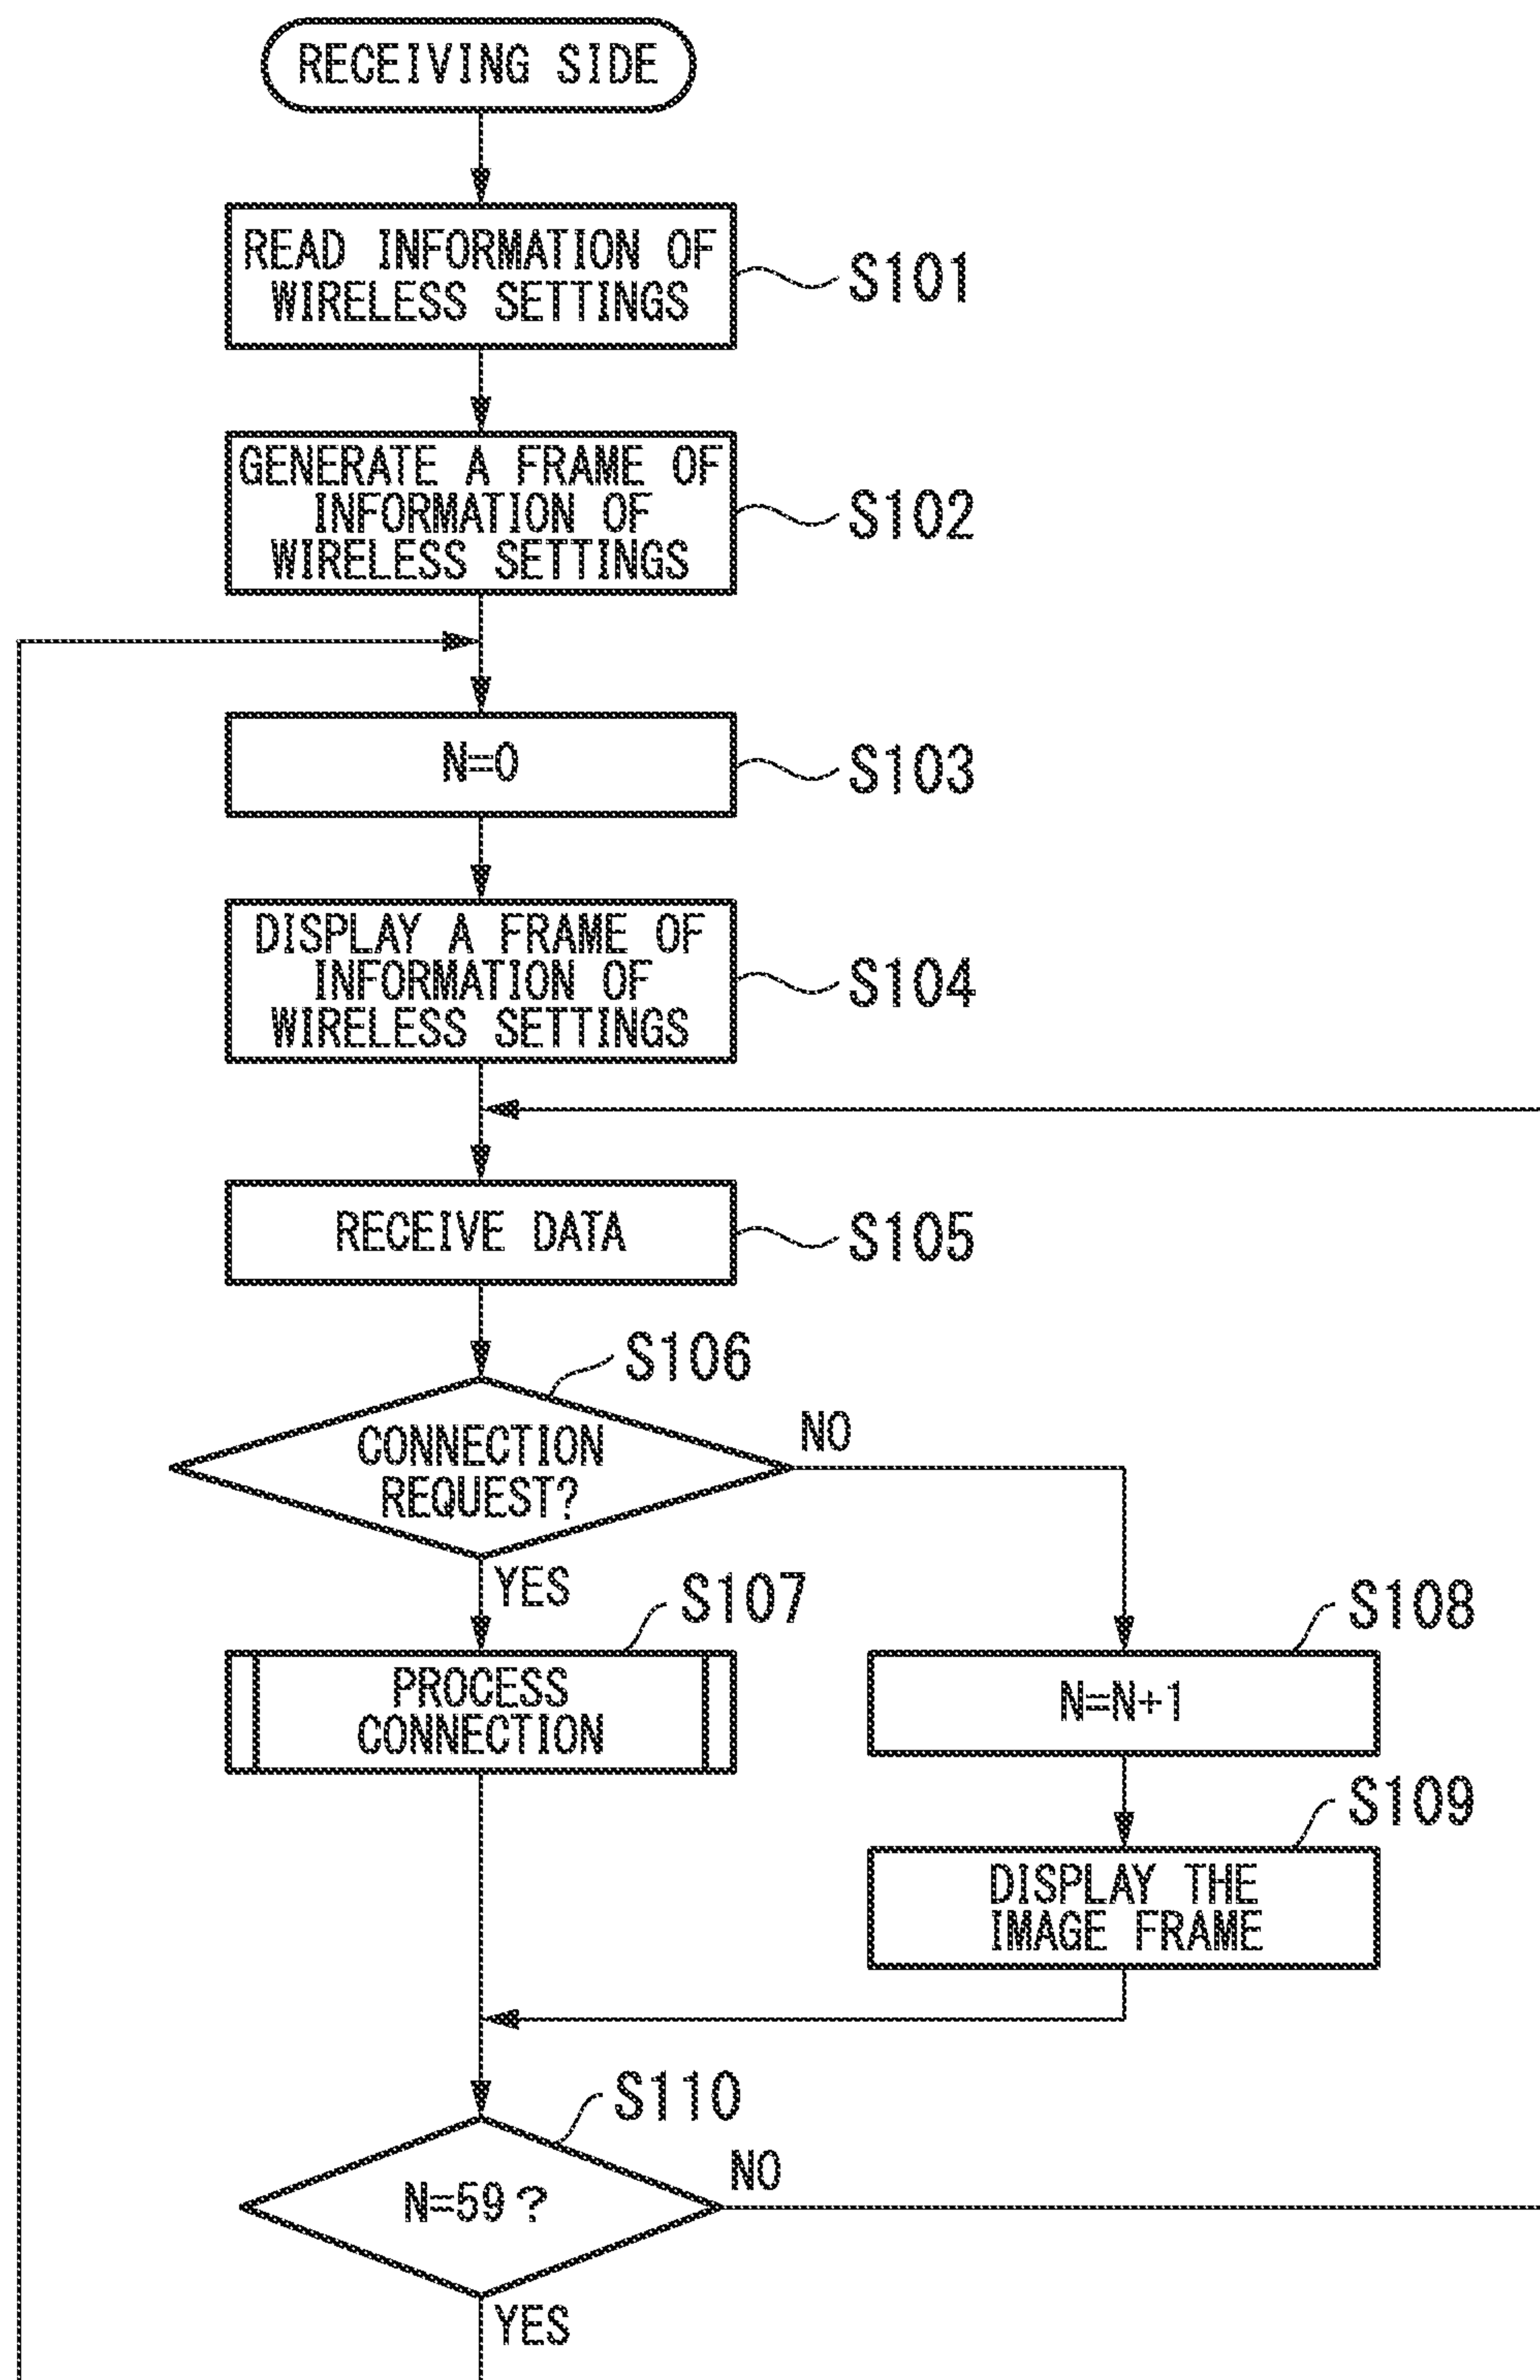 RECEIVING SIDE
READ INFORMATION OF
WIRELESS SETTINGS
S101
GENERATE A FRAME OF
INFORMATION OF
WIRELESS SETTINGS
S102
N=0
S103
DISPLAY A FRAME OF
INFORMATION OF
WIRELESS SETTINGS
S104
RECEIVE DATA
S105
S106
CONNECTION
REQUEST?
NO
YES
S107
PROCESS
CONNECTION
S108
N=N+1
S109
DISPLAY THE
IMAGE FRAME
S110
N=59?
NO
YES